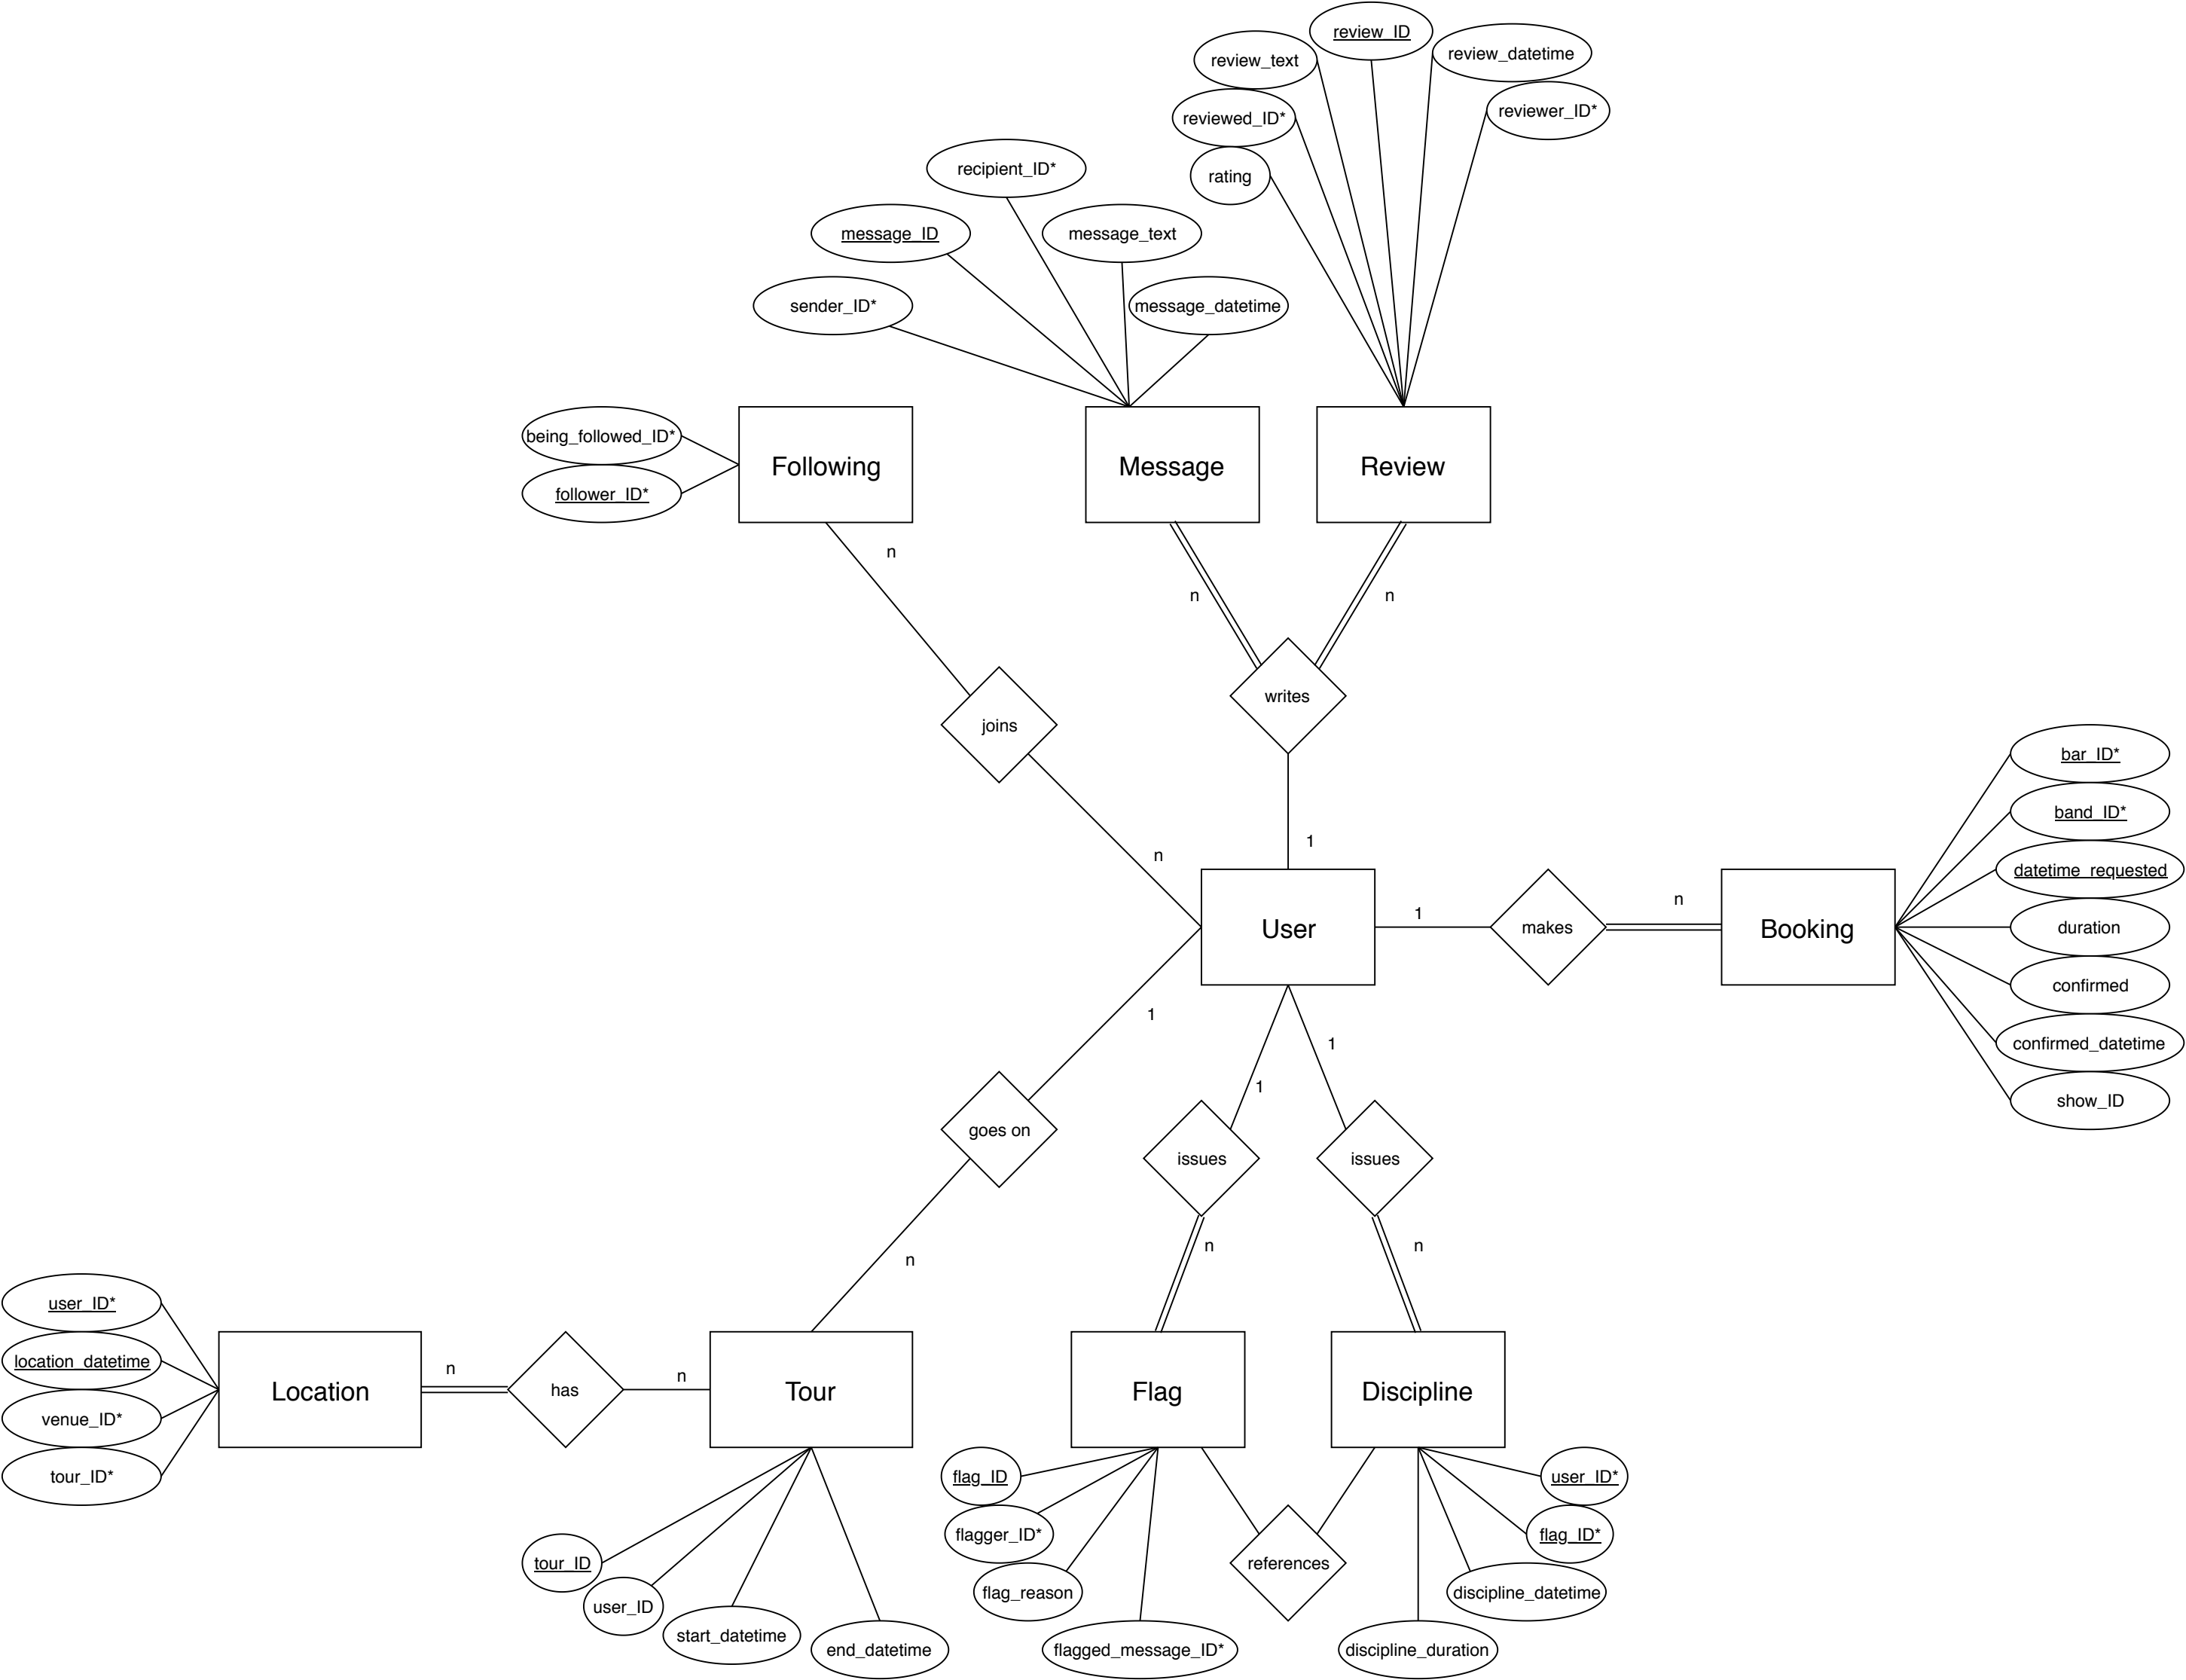 review_ID
review_text
review_datetime
reviewed_ID*
reviewer_ID*
rating
recipient_ID*
message_ID
message_text
sender_ID*
message_datetime
being_followed_ID*
follower_ID*
Following
Message
Review
n
n
n
joins
writes
n
1
bar_ID*
band_ID*
datetime_requested
duration
confirmed
confirmed_datetime
show_ID
User
1
makes
n
Booking
1
1
1
goes on
issues
issues
n
n
n
user_ID*
location_datetime
venue_ID*
tour_ID*
Location
n
has
n
Tour
Flag
Discipline
tour_ID
user_ID
start_datetime
end_datetime
flag_ID
flagger_ID*
flag_reason
flagged_message_ID*
references
user_ID*
flag_ID*
discipline_datetime
discipline_duration